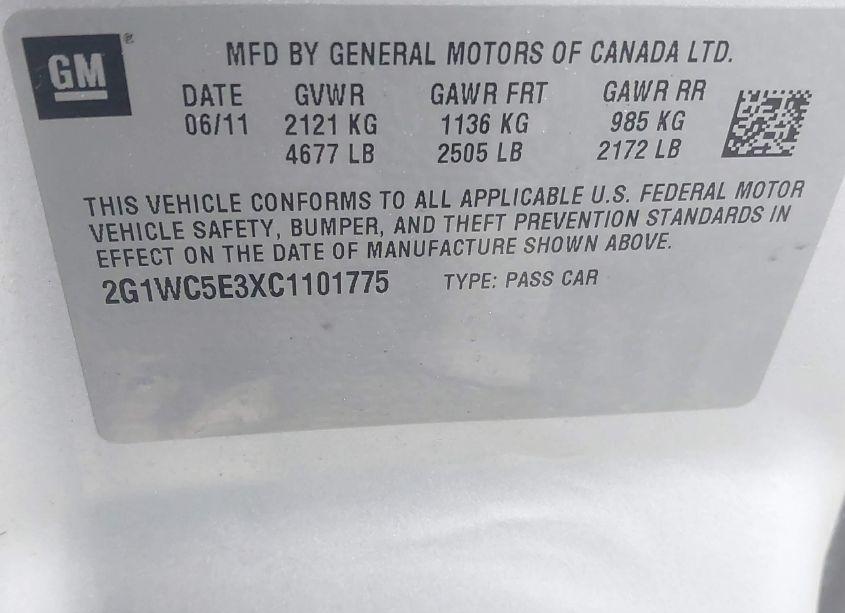 GM®
MFD BY GENERAL MOTORS OF CANADA LTD.
DATE GVWR GAWR FRT GAWR RR
06/11 2121 KG 1136 KG 985 KG
4677 LB 2505 LB 2172 LB
THIS VEHICLE CONFORMS TO ALL APPLICABLE U.S. FEDERAL MOTOR
VEHICLE SAFETY, BUMPER, AND THEFT PREVENTION STANDARDS IN
EFFECT ON THE DATE OF MANUFACTURE SHOWN ABOVE.
2G1WC5E3XC1101775 TYPE: PASS CAR